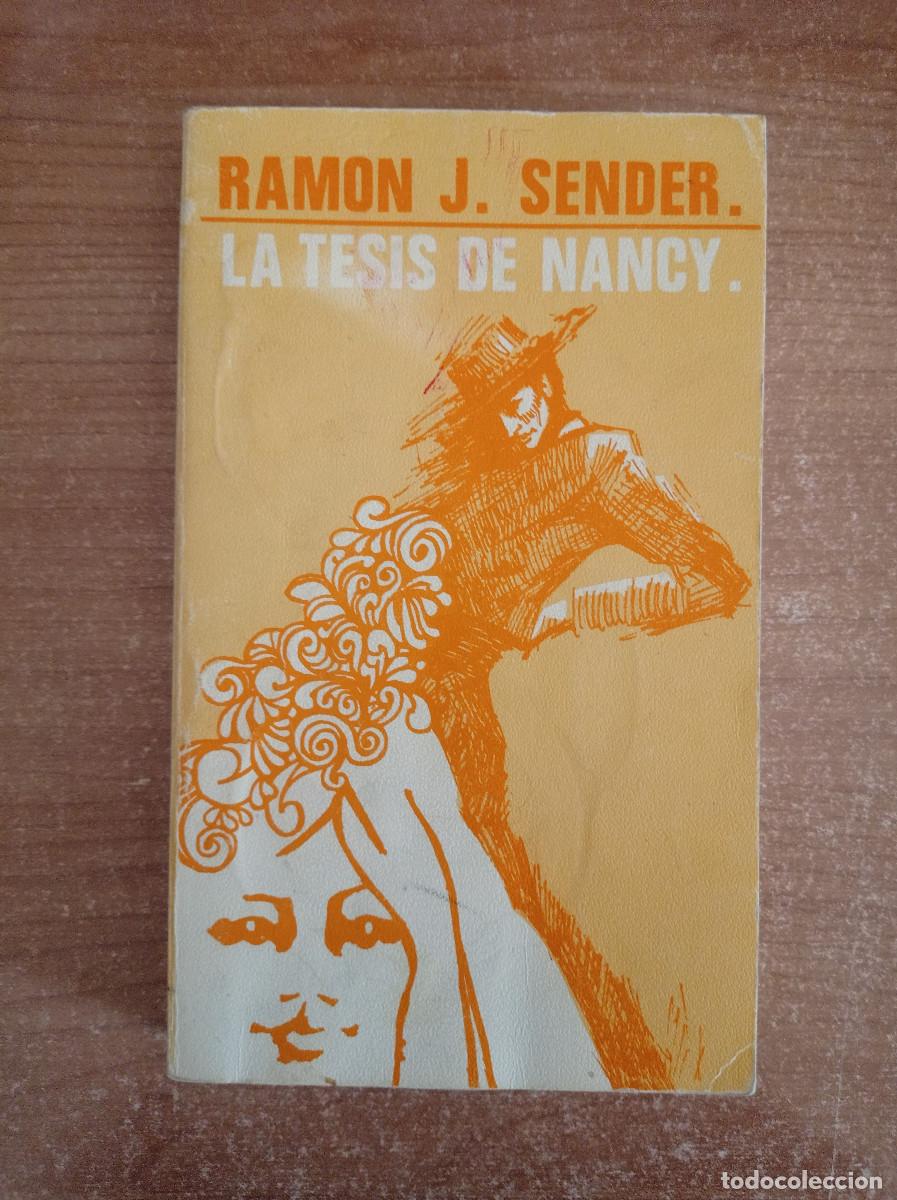 RAMON J. SENDER.
LA TESIS DE NANCY.
todocoleccion